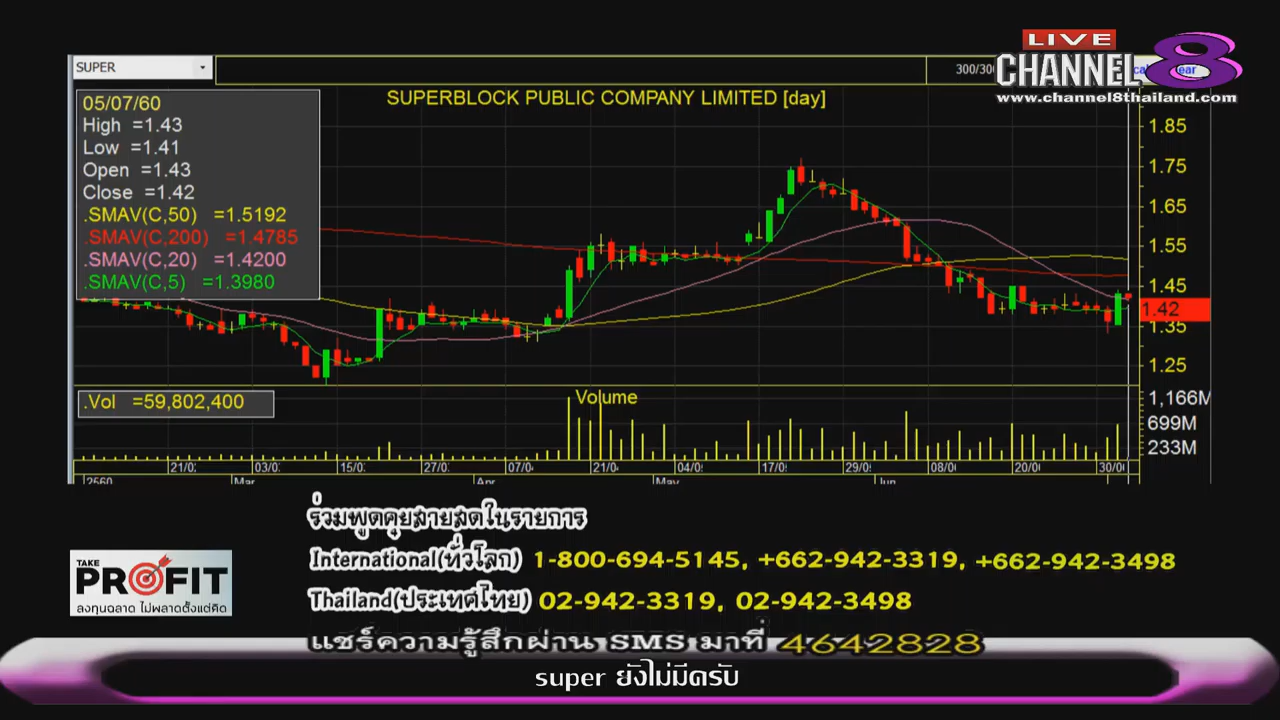 LIVE
CHANNEL 8
www.channel8thailand.com
SUPER
300/300
SUPERBLOCK PUBLIC COMPANY LIMITED [day]
05/07/60
High =1.43
Low =1.41
Open =1.43
Close =1.42
.SMAV(C,50) =1.5192
.SMAV(C,200) =1.4785
.SMAV(C,20) =1.4200
.SMAV(C,5) =1.3980
1.85
1.75
1.65
1.55
1.45
1.42
1.35
1.25
.Vol =59,802,400
Volume
1,166M
699M
233M
21/0 03/0 15/0 27/0 07/0 21/0 04/0 17/0 29/0 08/0 20/0 30/0
2560 Mar Apr May Jun
ร่วมพูดคุยสายสดในรายการ
International(ทั่วโลก) 1-800-694-5145, +662-942-3319, +662-942-3498
Thailand(ประเทศไทย) 02-942-3319, 02-942-3498
TAKE
PROFIT
ลงทุนฉลาด ไม่พลาดตั้งแต่คิด
แชร์ความรู้สึกผ่าน SMS มาที่ 4642828
super ยังไม่มีครับ